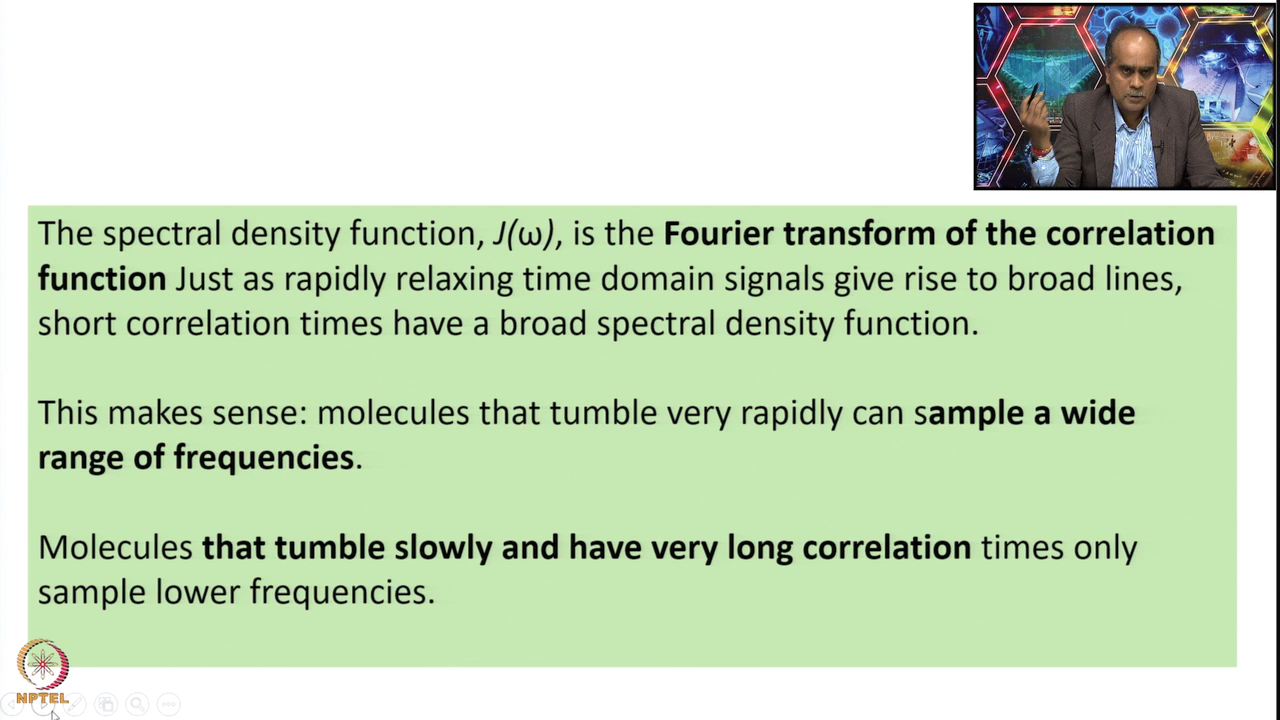 The spectral density function, J(ω), is the Fourier transform of the correlation
function Just as rapidly relaxing time domain signals give rise to broad lines,
short correlation times have a broad spectral density function.
This makes sense: molecules that tumble very rapidly can sample a wide
range of frequencies.
Molecules that tumble slowly and have very long correlation times only
sample lower frequencies.
NPTEL